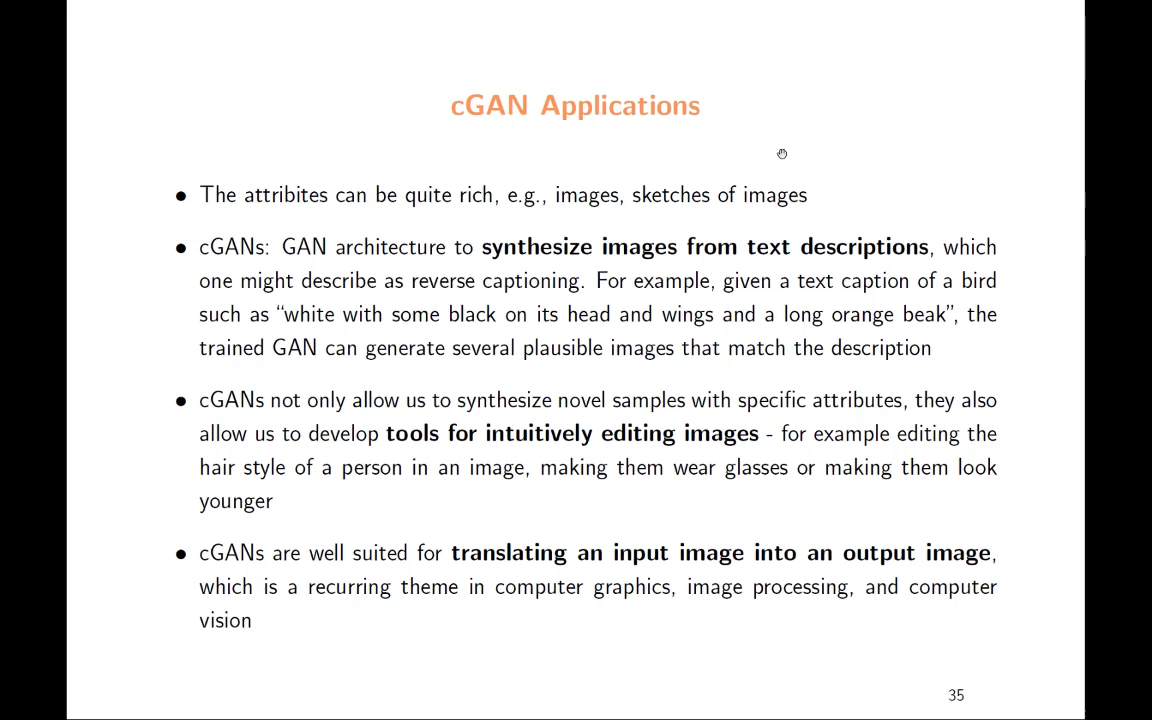 cGAN Applications
• The attribites can be quite rich, e.g., images, sketches of images
• cGANs: GAN architecture to synthesize images from text descriptions, which
one might describe as reverse captioning. For example, given a text caption of a bird
such as “white with some black on its head and wings and a long orange beak”, the
trained GAN can generate several plausible images that match the description
• cGANs not only allow us to synthesize novel samples with specific attributes, they also
allow us to develop tools for intuitively editing images - for example editing the
hair style of a person in an image, making them wear glasses or making them look
younger
• cGANs are well suited for translating an input image into an output image,
which is a recurring theme in computer graphics, image processing, and computer
vision
35